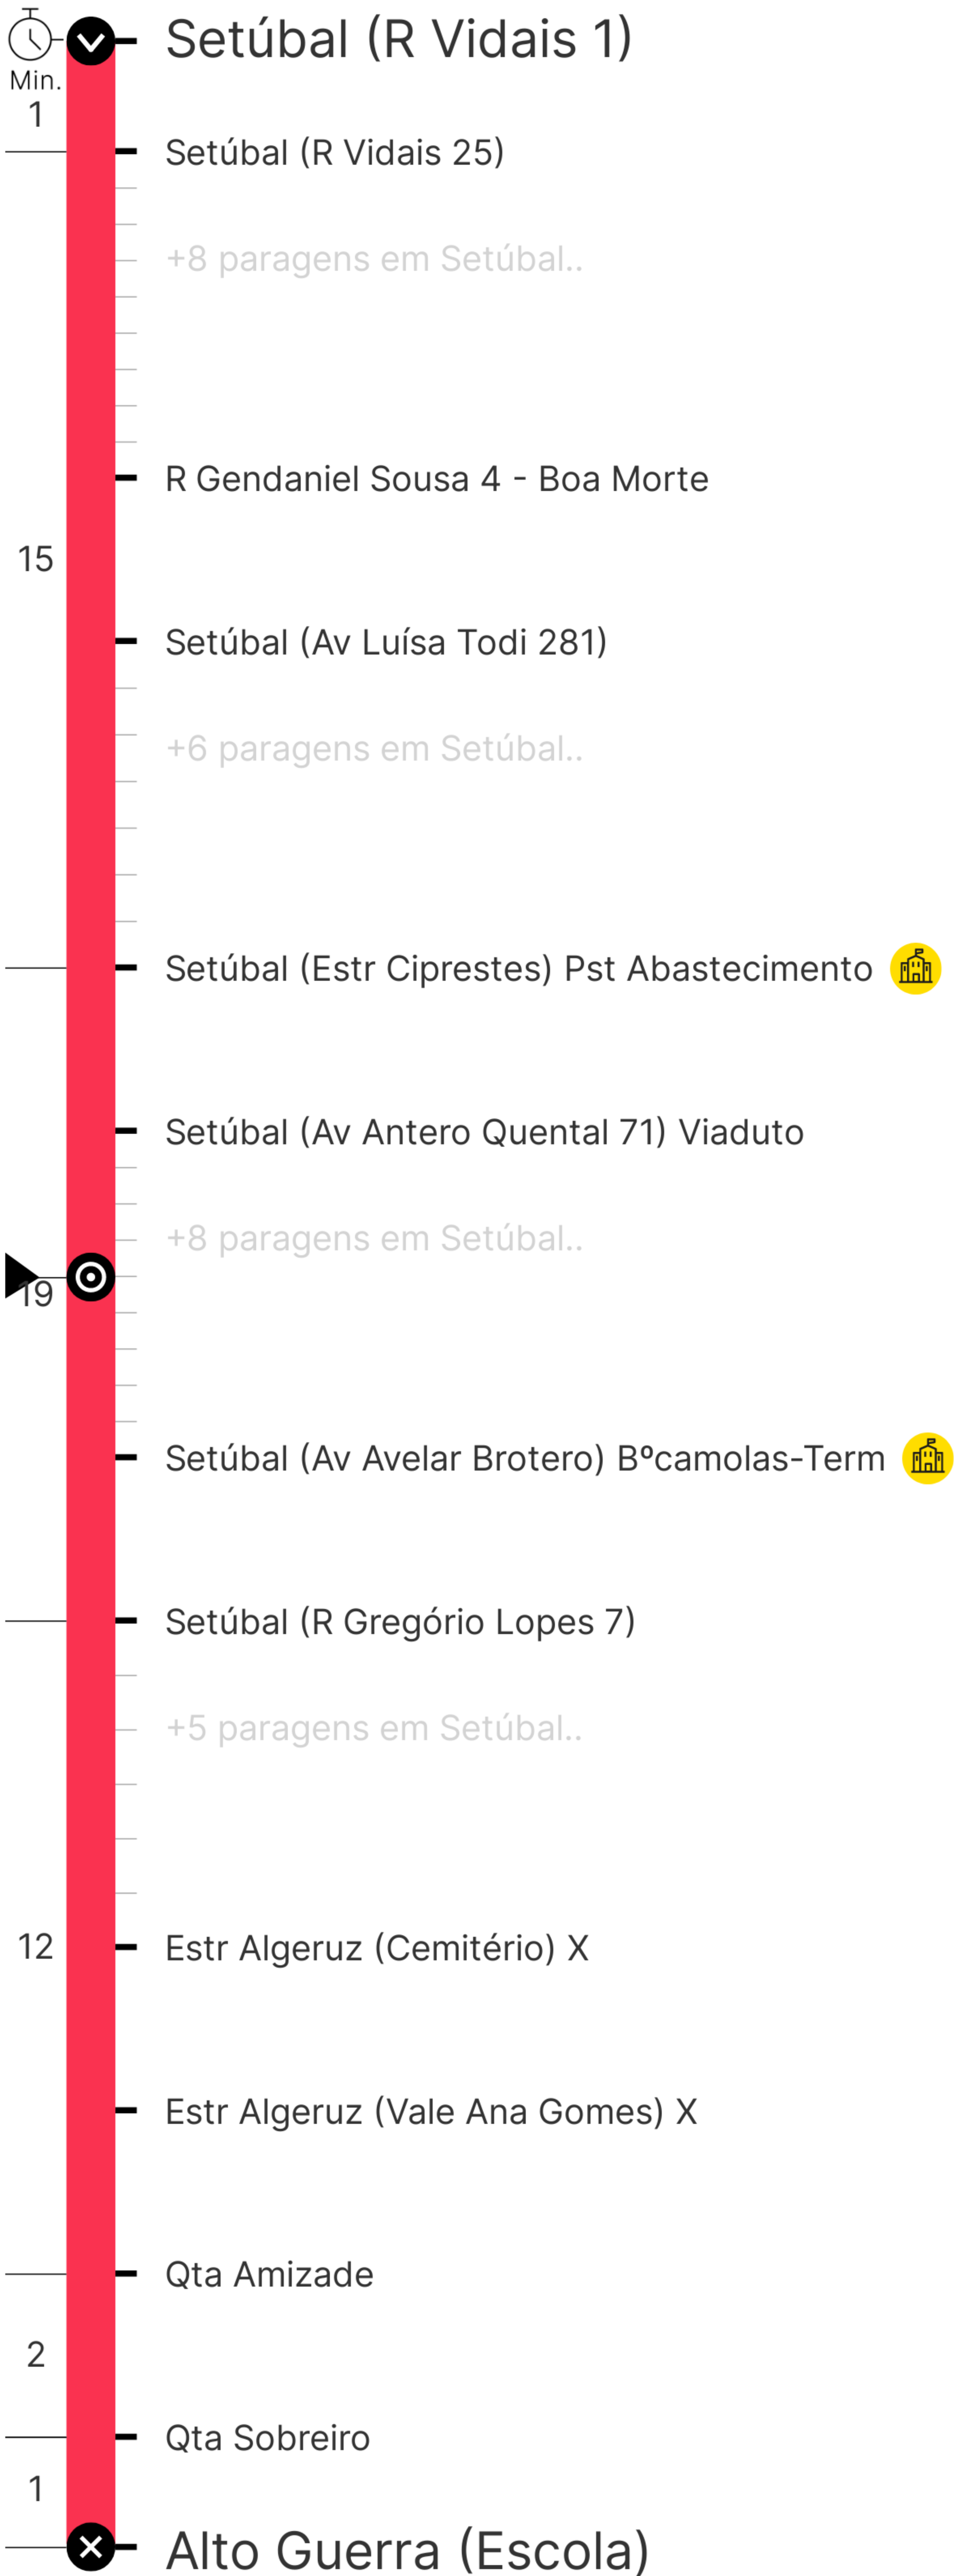 Setúbal (R Vidais 1)
Min.
1
Setúbal (R Vidais 25)
+8 paragens em Setúbal..
R Gendaniel Sousa 4 - Boa Morte
15
Setúbal (Av Luísa Todi 281)
+6 paragens em Setúbal..
Setúbal (Estr Ciprestes) Pst Abastecimento
Setúbal (Av Antero Quental 71) Viaduto
+8 paragens em Setúbal..
19
Setúbal (Av Avelar Brotero) Bºcamolas-Term
Setúbal (R Gregório Lopes 7)
+5 paragens em Setúbal..
12
Estr Algeruz (Cemitério) X
Estr Algeruz (Vale Ana Gomes) X
Qta Amizade
2
Qta Sobreiro
1
Alto Guerra (Escola)